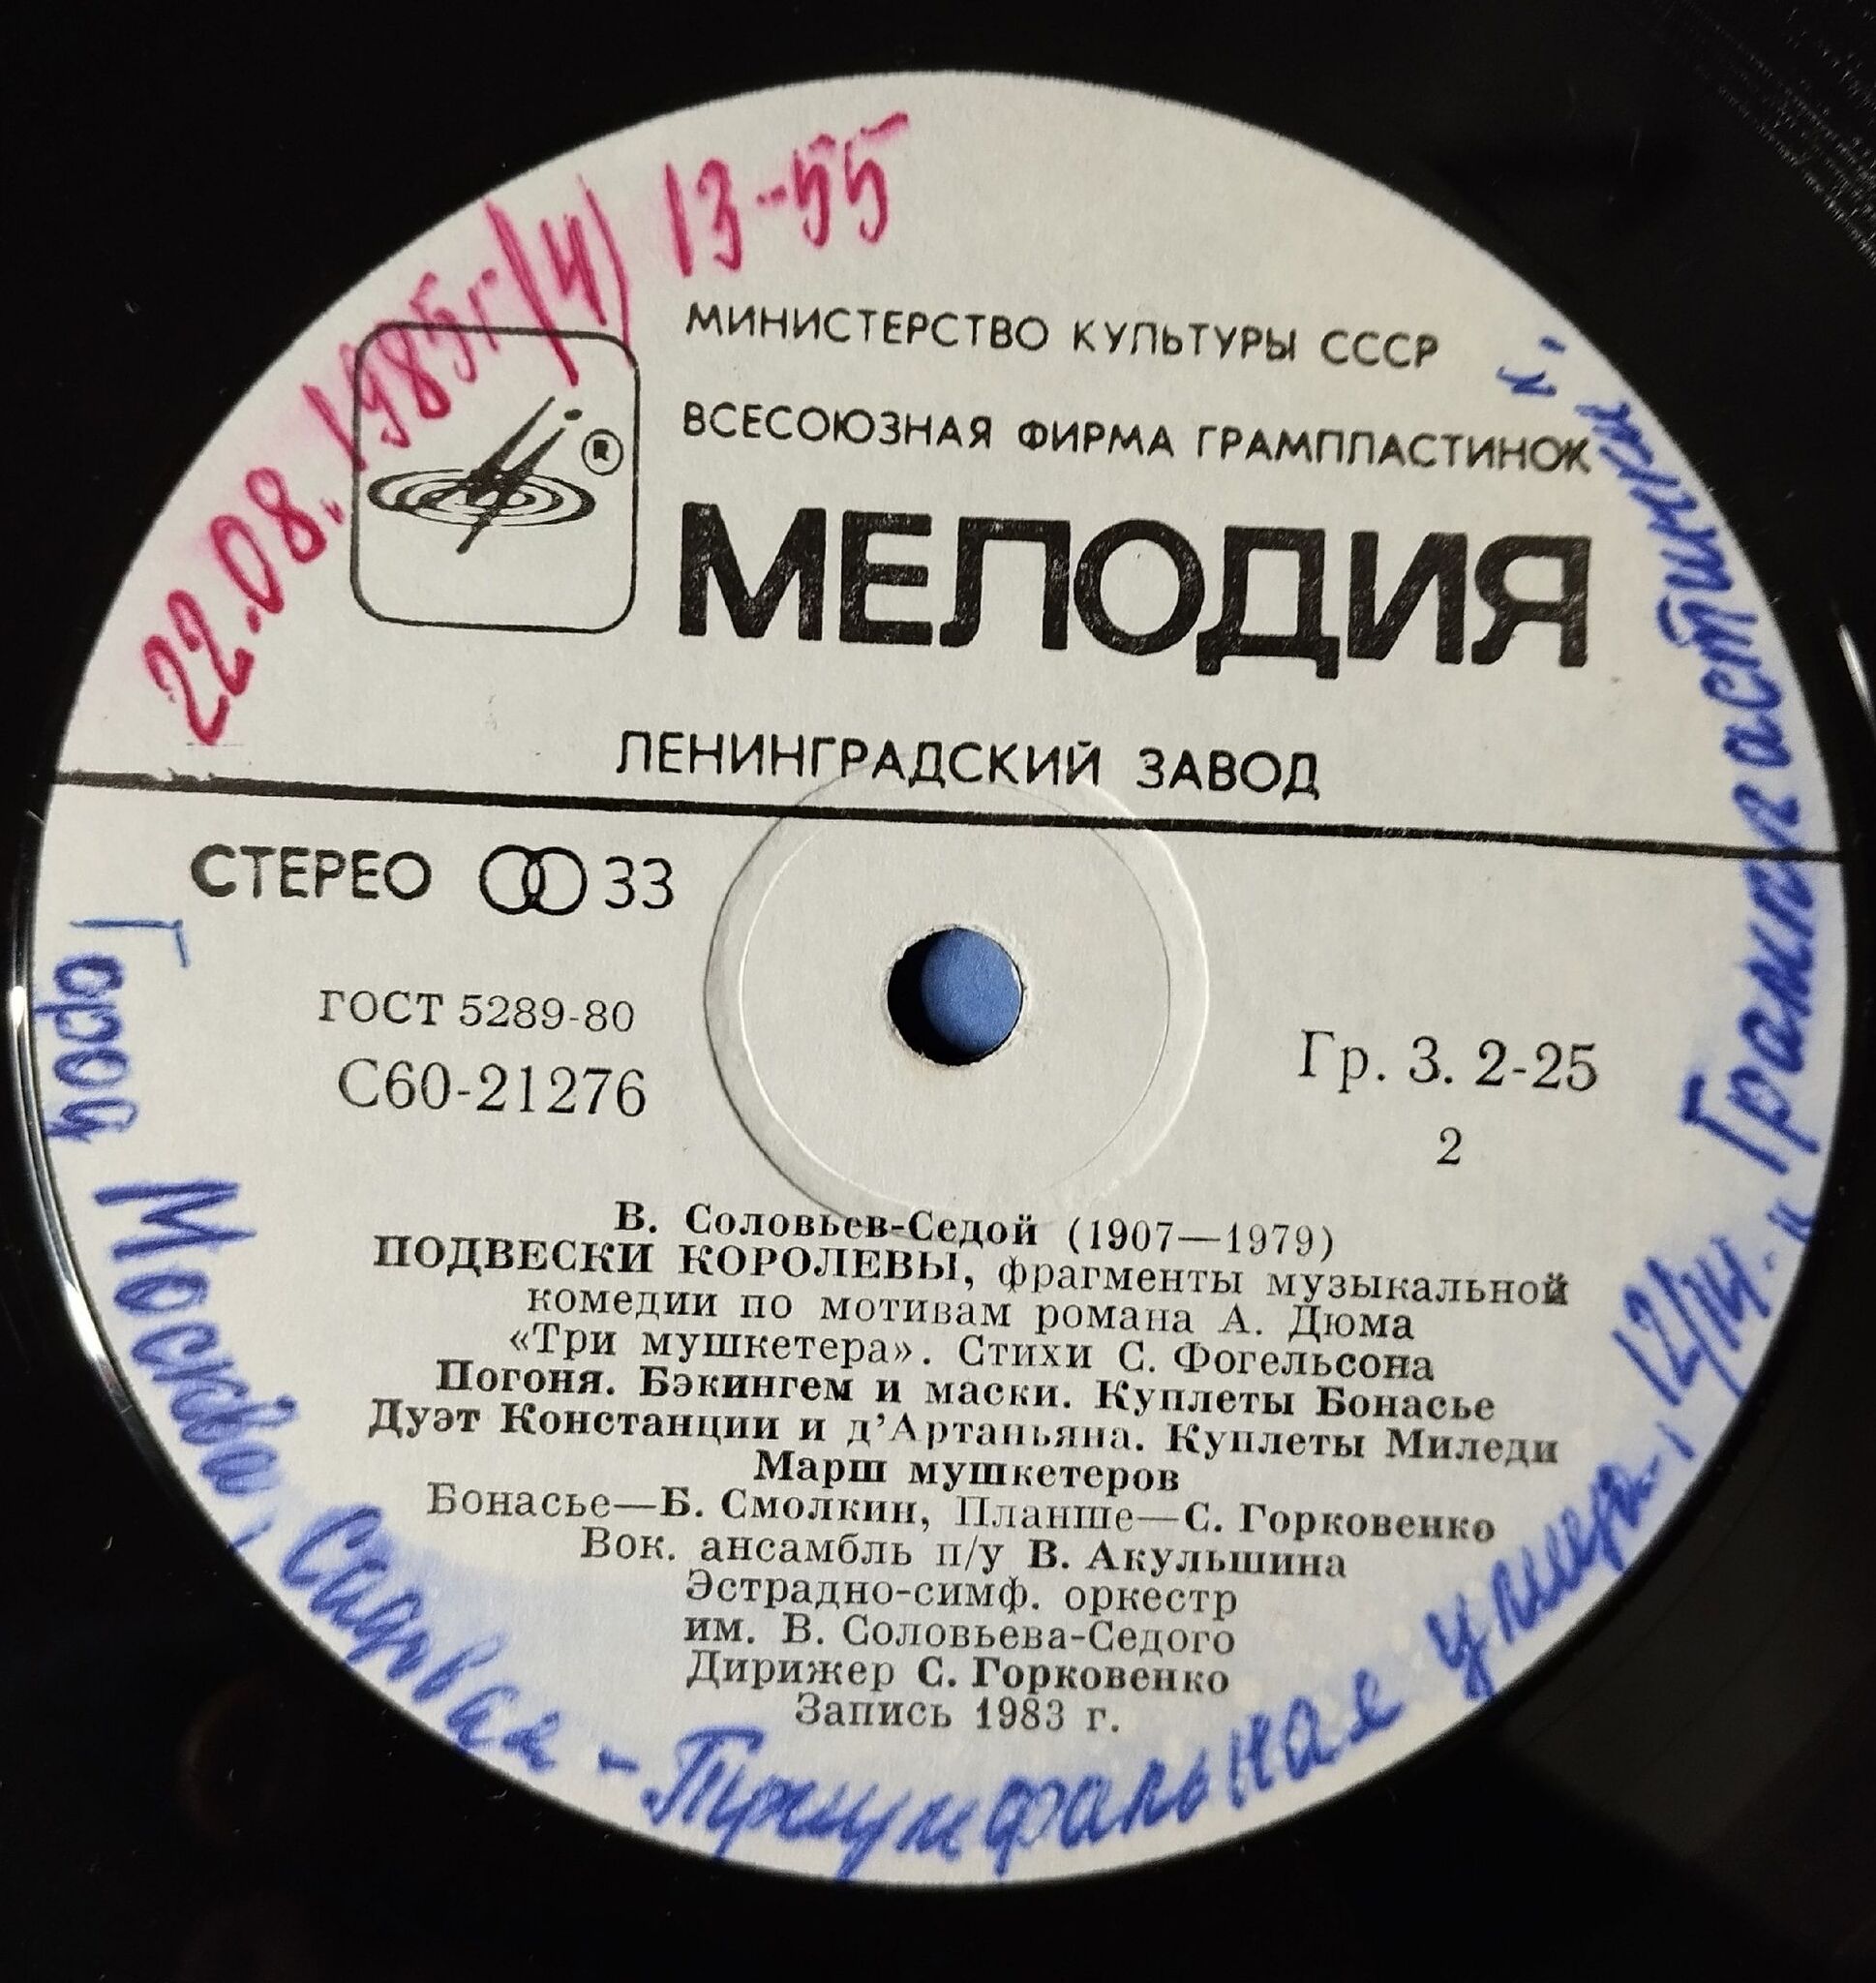 22.08.1985г. (Ч) 13-55
МИНИСТЕРСТВО КУЛЬТУРЫ СССР
ВСЕСОЮЗНАЯ ФИРМА ГРАМПЛАСТИНОК
®
МЕЛОДИЯ
ЛЕНИНГРАДСКИЙ ЗАВОД
СТЕРЕО 33
ГОСТ 5289-80
С60-21276
Гр. 3. 2-25
2
В. Соловьев-Седой (1907—1979)
ПОДВЕСКИ КОРОЛЕВЫ, фрагменты музыкальной
комедии по мотивам романа А. Дюма
«Три мушкетера». Стихи С. Фогельсона
Погоня. Бэкингем и маски. Куплеты Бонасье
Дуэт Констанции и д’Артаньяна. Куплеты Миледи
Марш мушкетеров
Бонасье—Б. Смолкин, Планше—С. Горковенко
Вок. ансамбль п/у В. Акульшина
Эстрадно-симф. оркестр
им. В. Соловьева-Седого
Дирижер С. Горковенко
Запись 1983 г.
Город Москва, Садовая - Триумфальная улица, "Грампластинки"